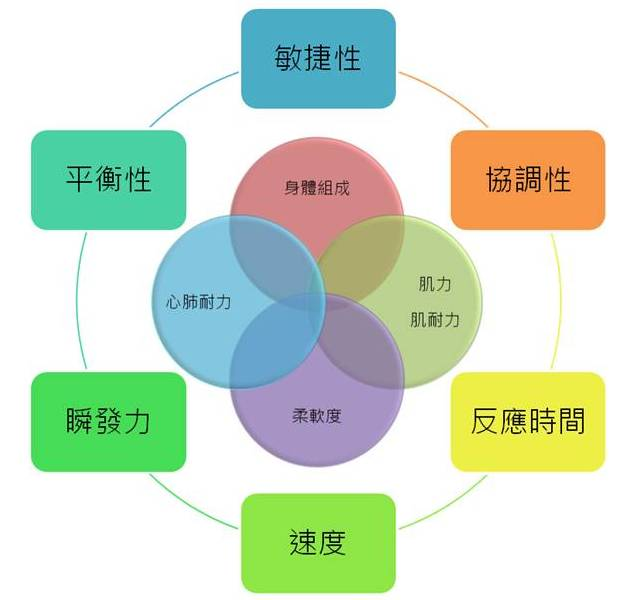 敏捷性
平衡性
協調性
身體組成
肌力
心肺耐力
肌耐力
瞬發力
柔軟度
反應時間
速度